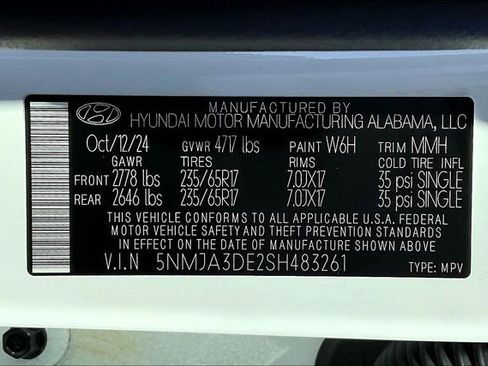 MANUFACTURED BY
HYUNDAI MOTOR MANUFACTURING ALABAMA, LLC
Oct/12/24 GVWR 4717 lbs PAINT W6H TRIM MMH
GAWR TIRES RIMS COLD TIRE INFL
FRONT 2778 lbs 235/65R17 7.0JX17 35 psi SINGLE
REAR 2646 lbs 235/65R17 7.0JX17 35 psi SINGLE
THIS VEHICLE CONFORMS TO ALL APPLICABLE U.S.A. FEDERAL
MOTOR VEHICLE SAFETY AND THEFT PREVENTION STANDARDS
IN EFFECT ON THE DATE OF MANUFACTURE SHOWN ABOVE.
V.I.N 5NMJA3DE2SH483261 TYPE: MPV